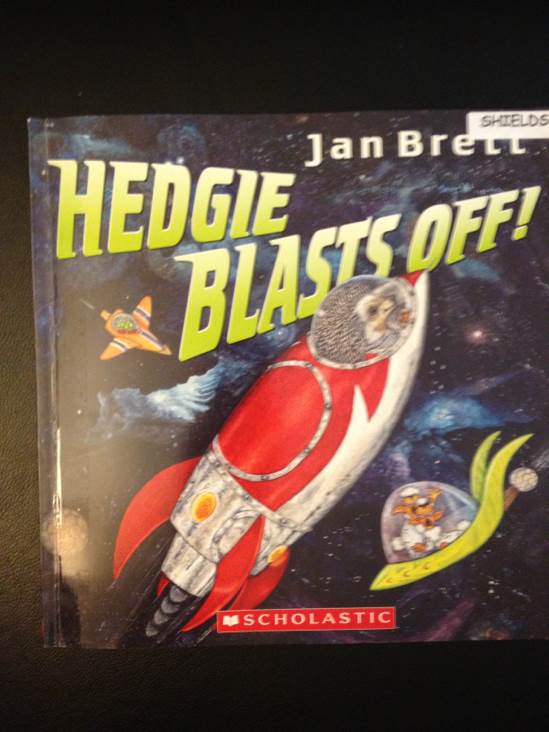 SHIELDS
Jan Brett
HEDGIE
BLASTS OFF!
SCHOLASTIC